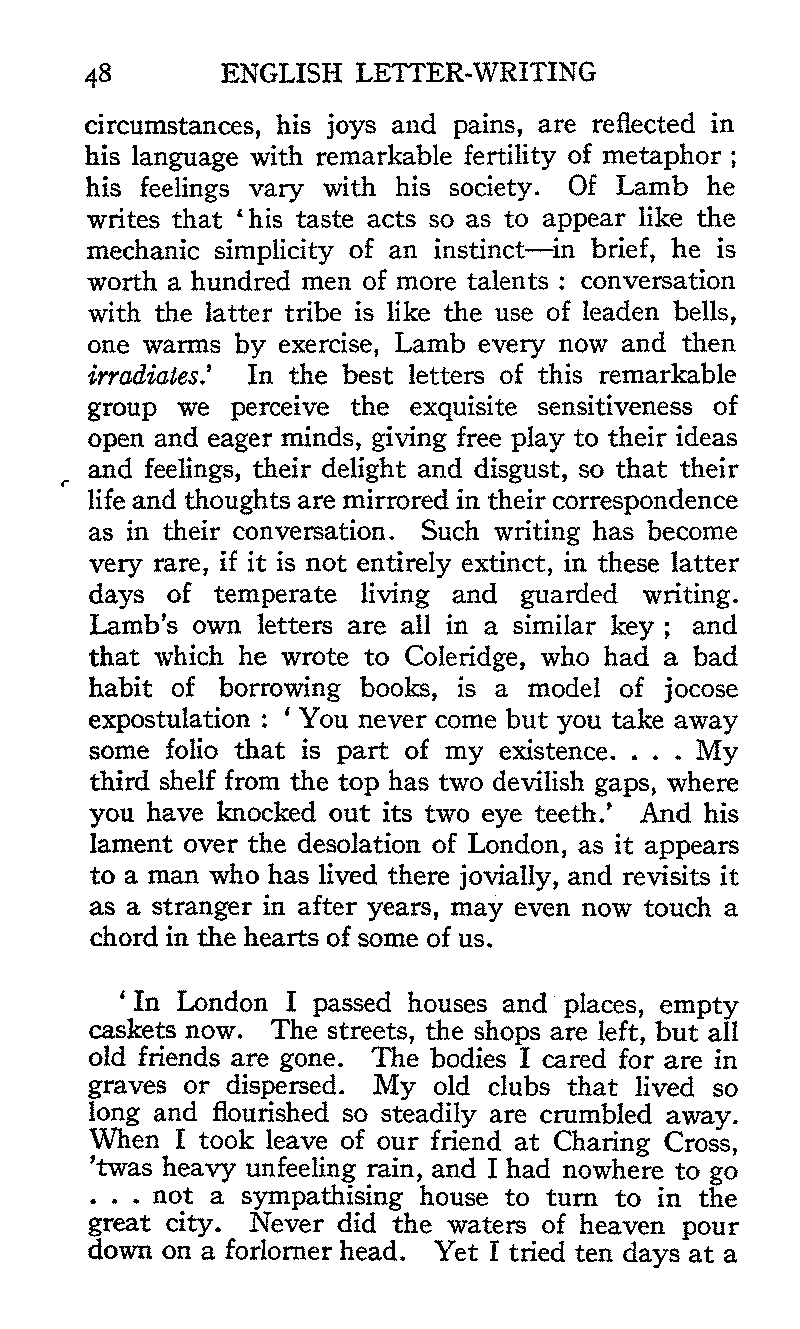 48 ENGLISH LETTER-WRITING
circumstances, his joys and pains, are reflected in
his language with remarkable fertility of metaphor ;
his feelings vary with his society. Of Lamb he
writes that ‘his taste acts so as to appear like the
mechanic simplicity of an instinct—in brief, he is
worth a hundred men of more talents : conversation
with the latter tribe is like the use of leaden bells,
one warms by exercise, Lamb every now and then
irradiates.’ In the best letters of this remarkable
group we perceive the exquisite sensitiveness of
open and eager minds, giving free play to their ideas
and feelings, their delight and disgust, so that their
life and thoughts are mirrored in their correspondence
as in their conversation. Such writing has become
very rare, if it is not entirely extinct, in these latter
days of temperate living and guarded writing.
Lamb’s own letters are all in a similar key ; and
that which he wrote to Coleridge, who had a bad
habit of borrowing books, is a model of jocose
expostulation : ‘ You never come but you take away
some folio that is part of my existence. . . . My
third shelf from the top has two devilish gaps, where
you have knocked out its two eye teeth.’ And his
lament over the desolation of London, as it appears
to a man who has lived there jovially, and revisits it
as a stranger in after years, may even now touch a
chord in the hearts of some of us.
‘ In London I passed houses and places, empty
caskets now. The streets, the shops are left, but all
old friends are gone. The bodies I cared for are in
graves or dispersed. My old clubs that lived so
long and flourished so steadily are crumbled away.
When I took leave of our friend at Charing Cross,
’twas heavy unfeeling rain, and I had nowhere to go
. . . not a sympathising house to turn to in the
great city. Never did the waters of heaven pour
down on a forlorner head. Yet I tried ten days at a